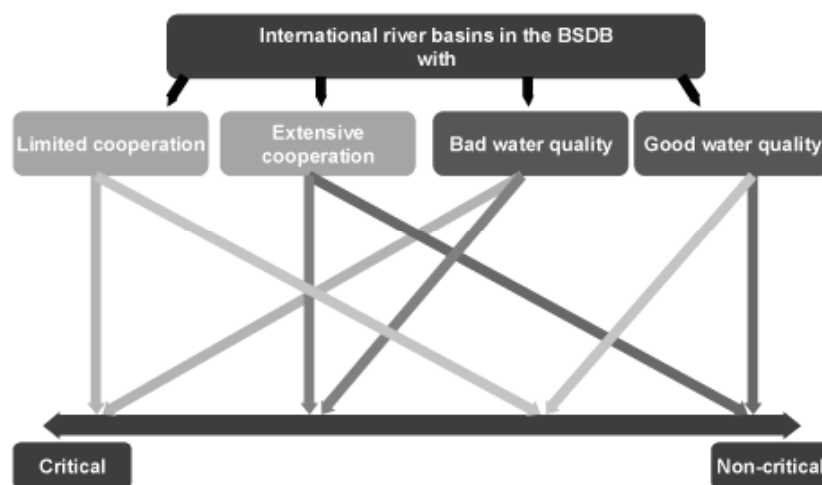 International river basins in the BSDB
with
Limited cooperation
Extensive
cooperation
Bad water quality
Good water quality
Critical
Non-critical